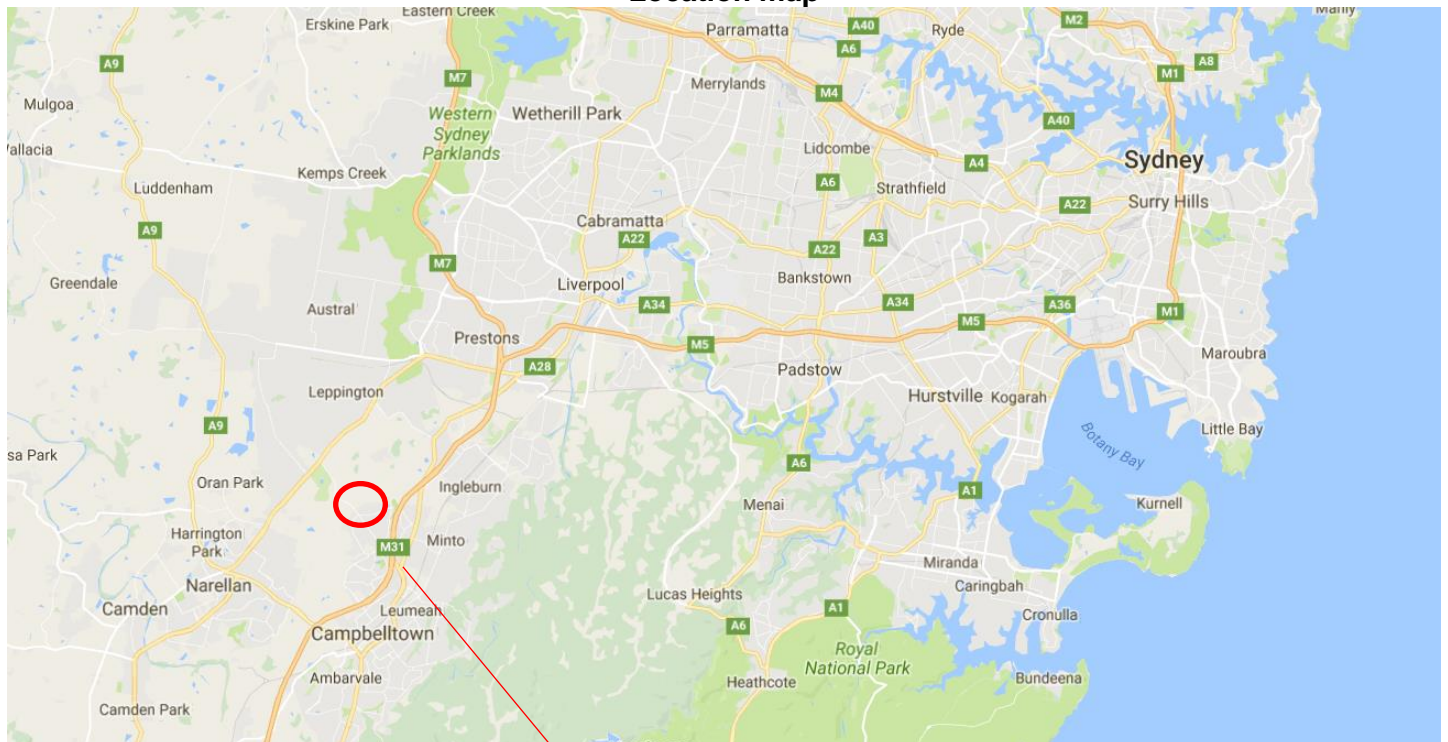 Location Map
Eastern Creek
Erskine Park
Parramatta
A40
Ryde
M2
Manly
A9
A6
M1
A8
M7
Merrylands
M4
Mulgoa
Western
Sydney
Parklands
Wetherill Park
A40
Lidcombe
A4
Sydney
Kemps Creek
Luddenham
A6
Strathfield
A22
Surry Hills
A9
Cabramatta
A22
A22
A3
M7
Greendale
Liverpool
Bankstown
Austral
A34
A34
A36
M1
Prestons
M5
M5
Maroubra
A28
Padstow
Leppington
Hurstville
Kogarah
A9
Little Bay
Botany Bay
A6
Oran Park
Ingleburn
A1
Menai
Kurnell
Harrington
Park
M31
Minto
Miranda
Narellan
Lucas Heights
Caringbah
Camden
Leumeah
A1
Cronulla
Campbelltown
A6
Royal
National Park
Ambarvale
Heathcote
Bundeena
Camden Park